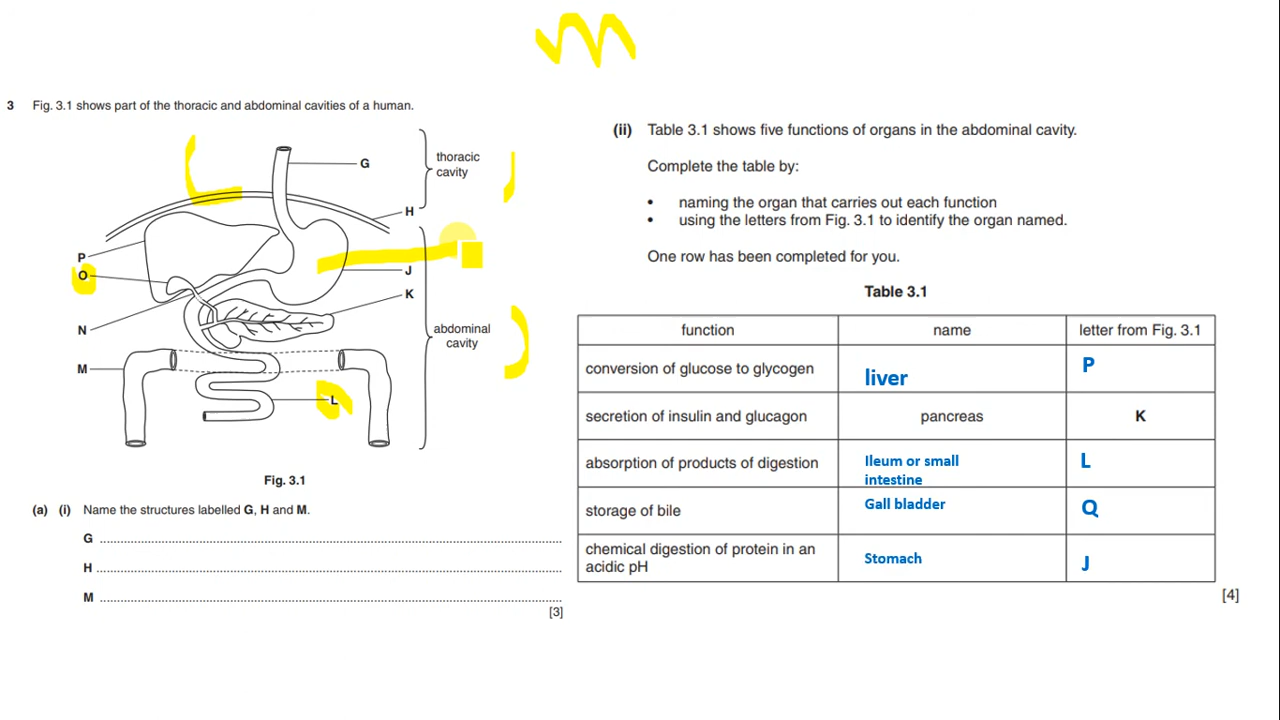 3 Fig. 3.1 shows part of the thoracic and abdominal cavities of a human.
G
thoracic
cavity
H
P
O
J
K
N
abdominal
cavity
M
L
Fig. 3.1
(a) (i) Name the structures labelled G, H and M.
G ..........................................................................................
H ..........................................................................................
M ..........................................................................................
[3]
(ii) Table 3.1 shows five functions of organs in the abdominal cavity.
Complete the table by:
• naming the organ that carries out each function
• using the letters from Fig. 3.1 to identify the organ named.
One row has been completed for you.
Table 3.1
function name letter from Fig. 3.1
conversion of glucose to glycogen liver P
secretion of insulin and glucagon pancreas K
absorption of products of digestion Ileum or small L
intestine
storage of bile Gall bladder Q
chemical digestion of protein in an Stomach J
acidic pH
[4]